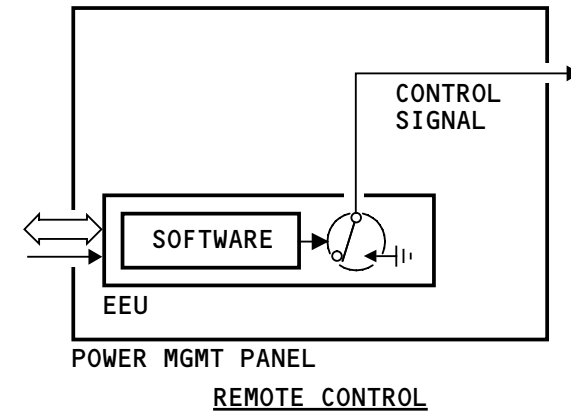 CONTROL
SIGNAL
SOFTWARE
EEU
POWER MGMT PANEL
REMOTE CONTROL